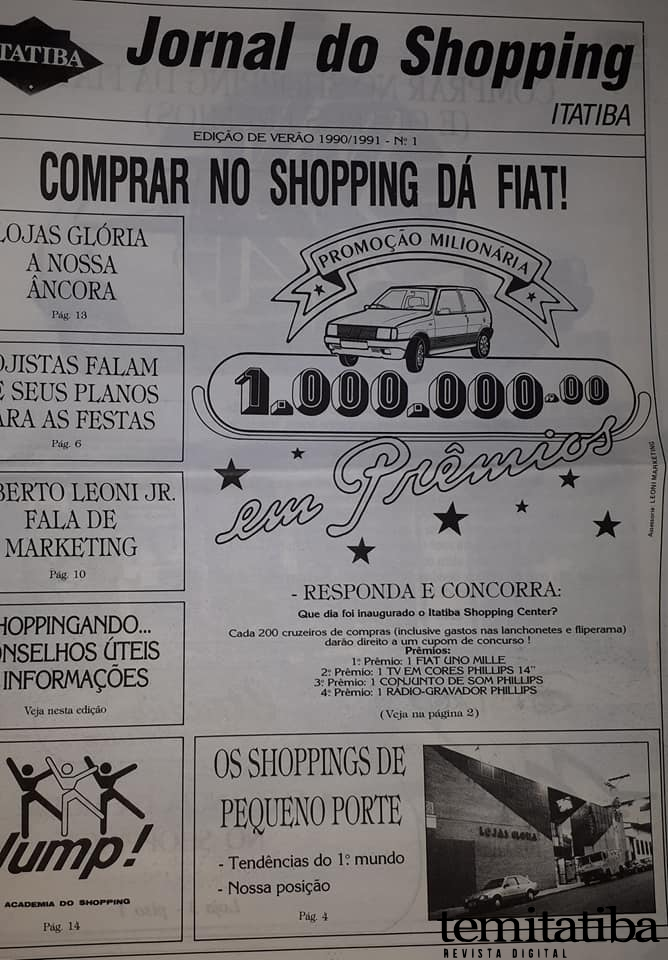 ITATIBA
Jornal do Shopping
ITATIBA
EDIÇÃO DE VERÃO 1990/1991 - Nº 1
COMPRAR NO SHOPPING DÁ FIAT!
LOJAS GLÓRIA
A NOSSA
ÂNCORA
Pág. 13
OJISTAS FALAM
E SEUS PLANOS
ARA AS FESTAS
Pág. 6
BERTO LEONI JR.
FALA DE
MARKETING
Pág. 10
HOPPINGANDO...
ONSELHOS ÚTEIS
INFORMAÇÕES
Veja nesta edição
Jump!
ACADEMIA DO SHOPPING
Pág. 14
PROMOÇÃO MILIONÁRIA
1.000.000,00
em Prêmios
Assessoria: LEONI MARKETING
- RESPONDA E CONCORRA:
Que dia foi inaugurado o Itatiba Shopping Center?
Cada 200 cruzeiros de compras (inclusive gastos nas lanchonetes e fliperama)
darão direito a um cupom de concurso !
Prêmios:
1º Prêmio: 1 FIAT UNO MILLE
2º Prêmio: 1 TV EM CORES PHILLIPS 14"
3º Prêmio: 1 CONJUNTO DE SOM PHILLIPS
4º Prêmio: 1 RÁDIO-GRAVADOR PHILLIPS
(Veja na página 2)
OS SHOPPINGS DE
PEQUENO PORTE
- Tendências do 1º mundo
- Nossa posição
Pág. 4
LOJAS GLÓRIA
temitatiba
REVISTA DIGITAL